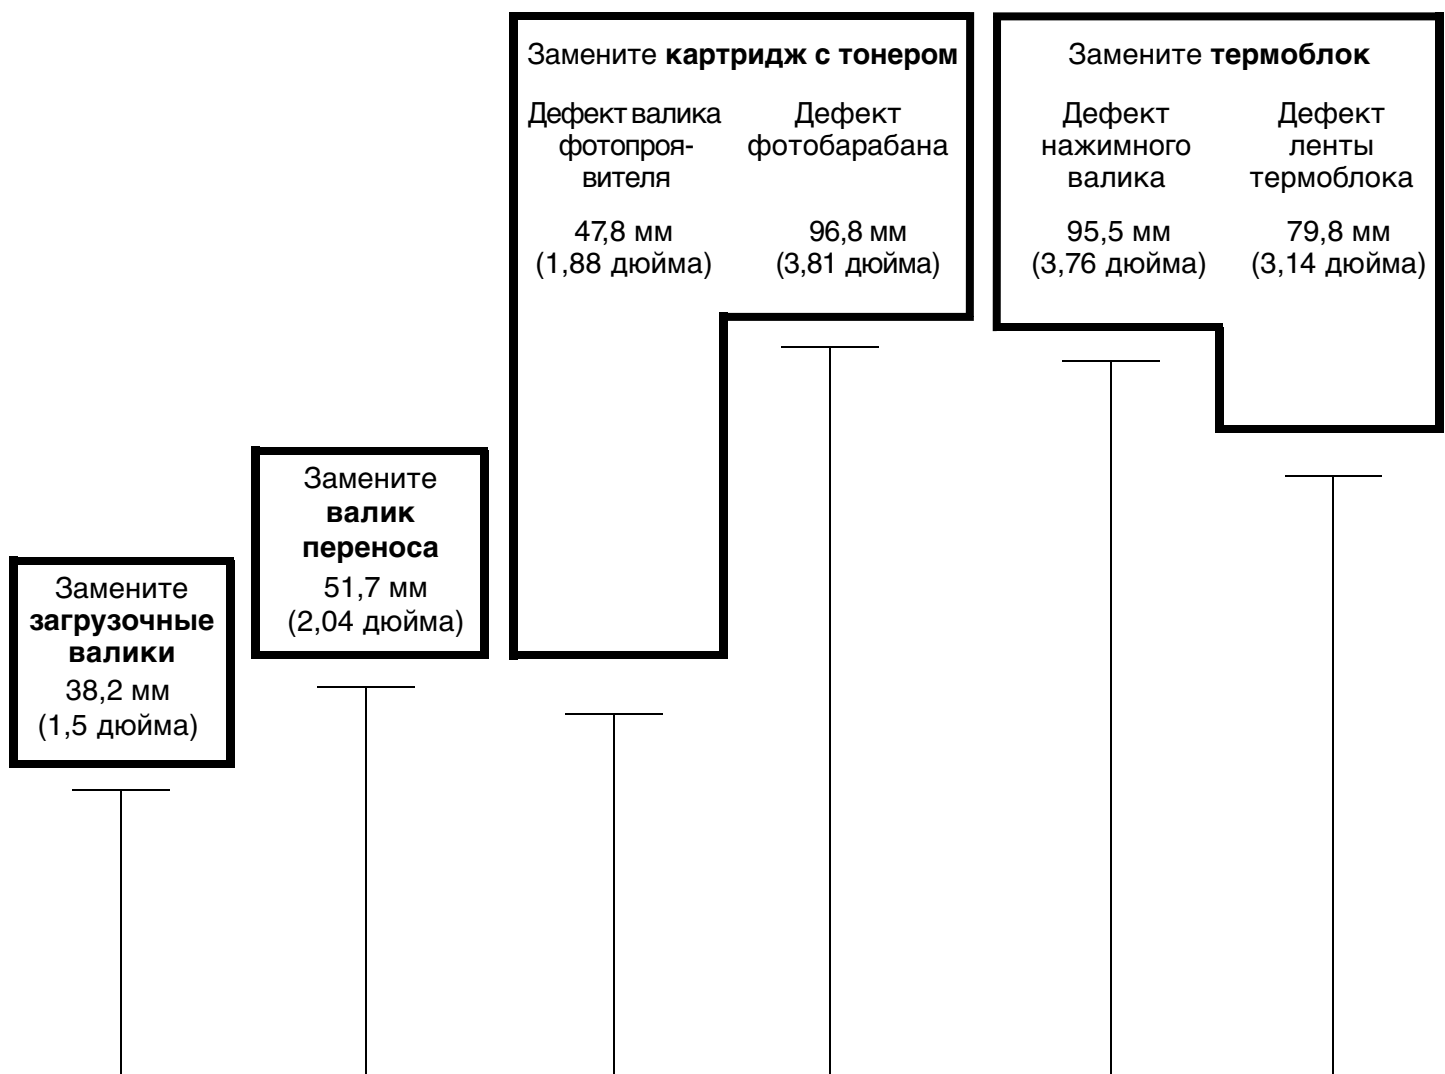 Замените картридж с тонером
Дефект валика
фотопроя-
вителя
47,8 мм
(1,88 дюйма)
Дефект
фотобарабана
96,8 мм
(3,81 дюйма)
Замените термоблок
Дефект
нажимного
валика
95,5 мм
(3,76 дюйма)
Дефект
ленты
термоблока
79,8 мм
(3,14 дюйма)
Замените
валик
переноса
51,7 мм
(2,04 дюйма)
Замените
загрузочные
валики
38,2 мм
(1,5 дюйма)